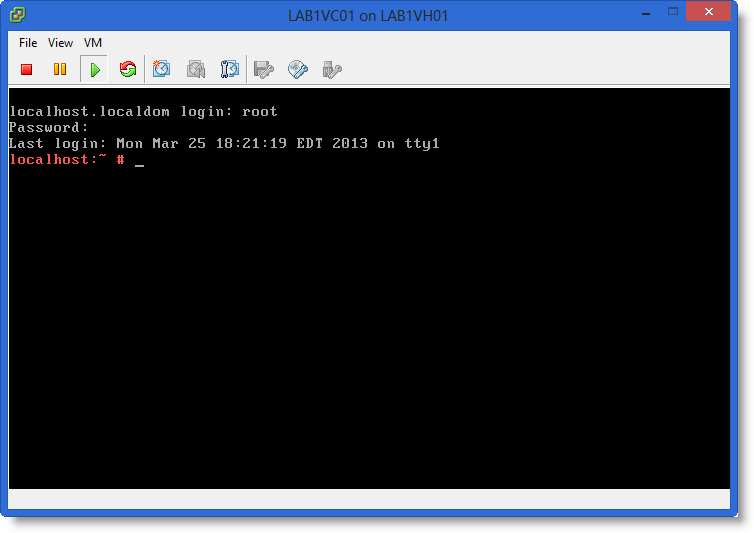 LAB1VC01 on LAB1VH01
File View VM
localhost.localdom login: root
Password:
Last login: Mon Mar 25 18:21:19 EDT 2013 on tty1
localhost:~ # _